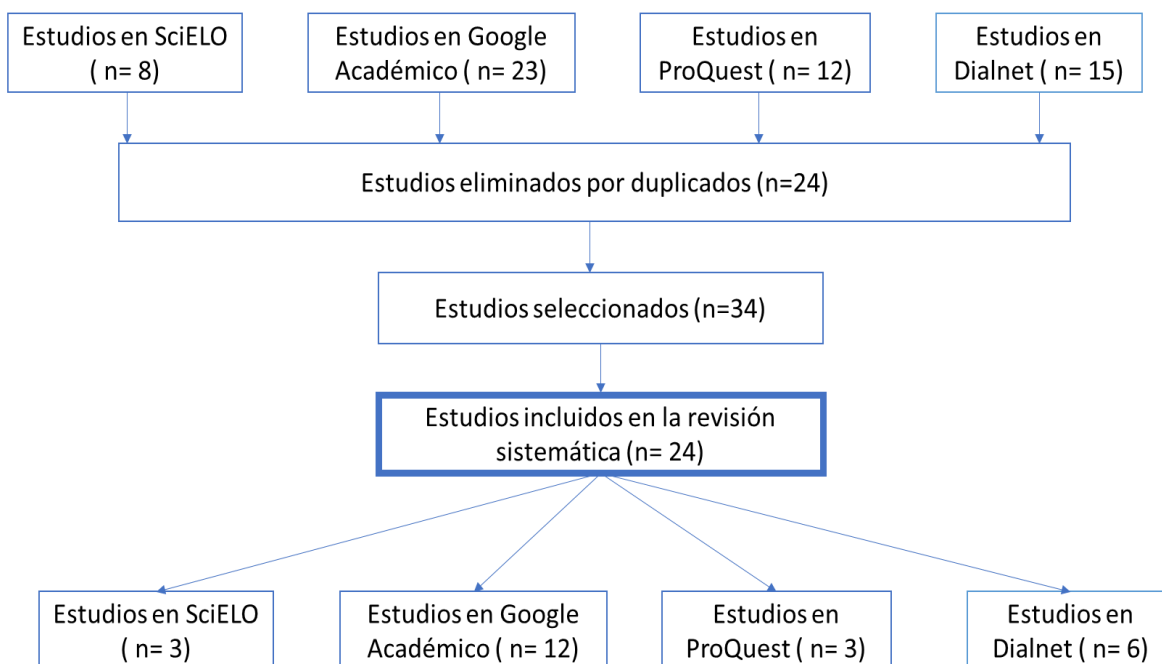 Estudios en SciELO
( n= 8)
Estudios en Google
Académico ( n= 23)
Estudios en
ProQuest ( n= 12)
Estudios en
Dialnet ( n= 15)
Estudios eliminados por duplicados (n=24)
Estudios seleccionados (n=34)
Estudios incluidos en la revisión
sistemática (n= 24)
Estudios en SciELO
( n= 3)
Estudios en Google
Académico ( n= 12)
Estudios en
ProQuest ( n= 3)
Estudios en
Dialnet ( n= 6)